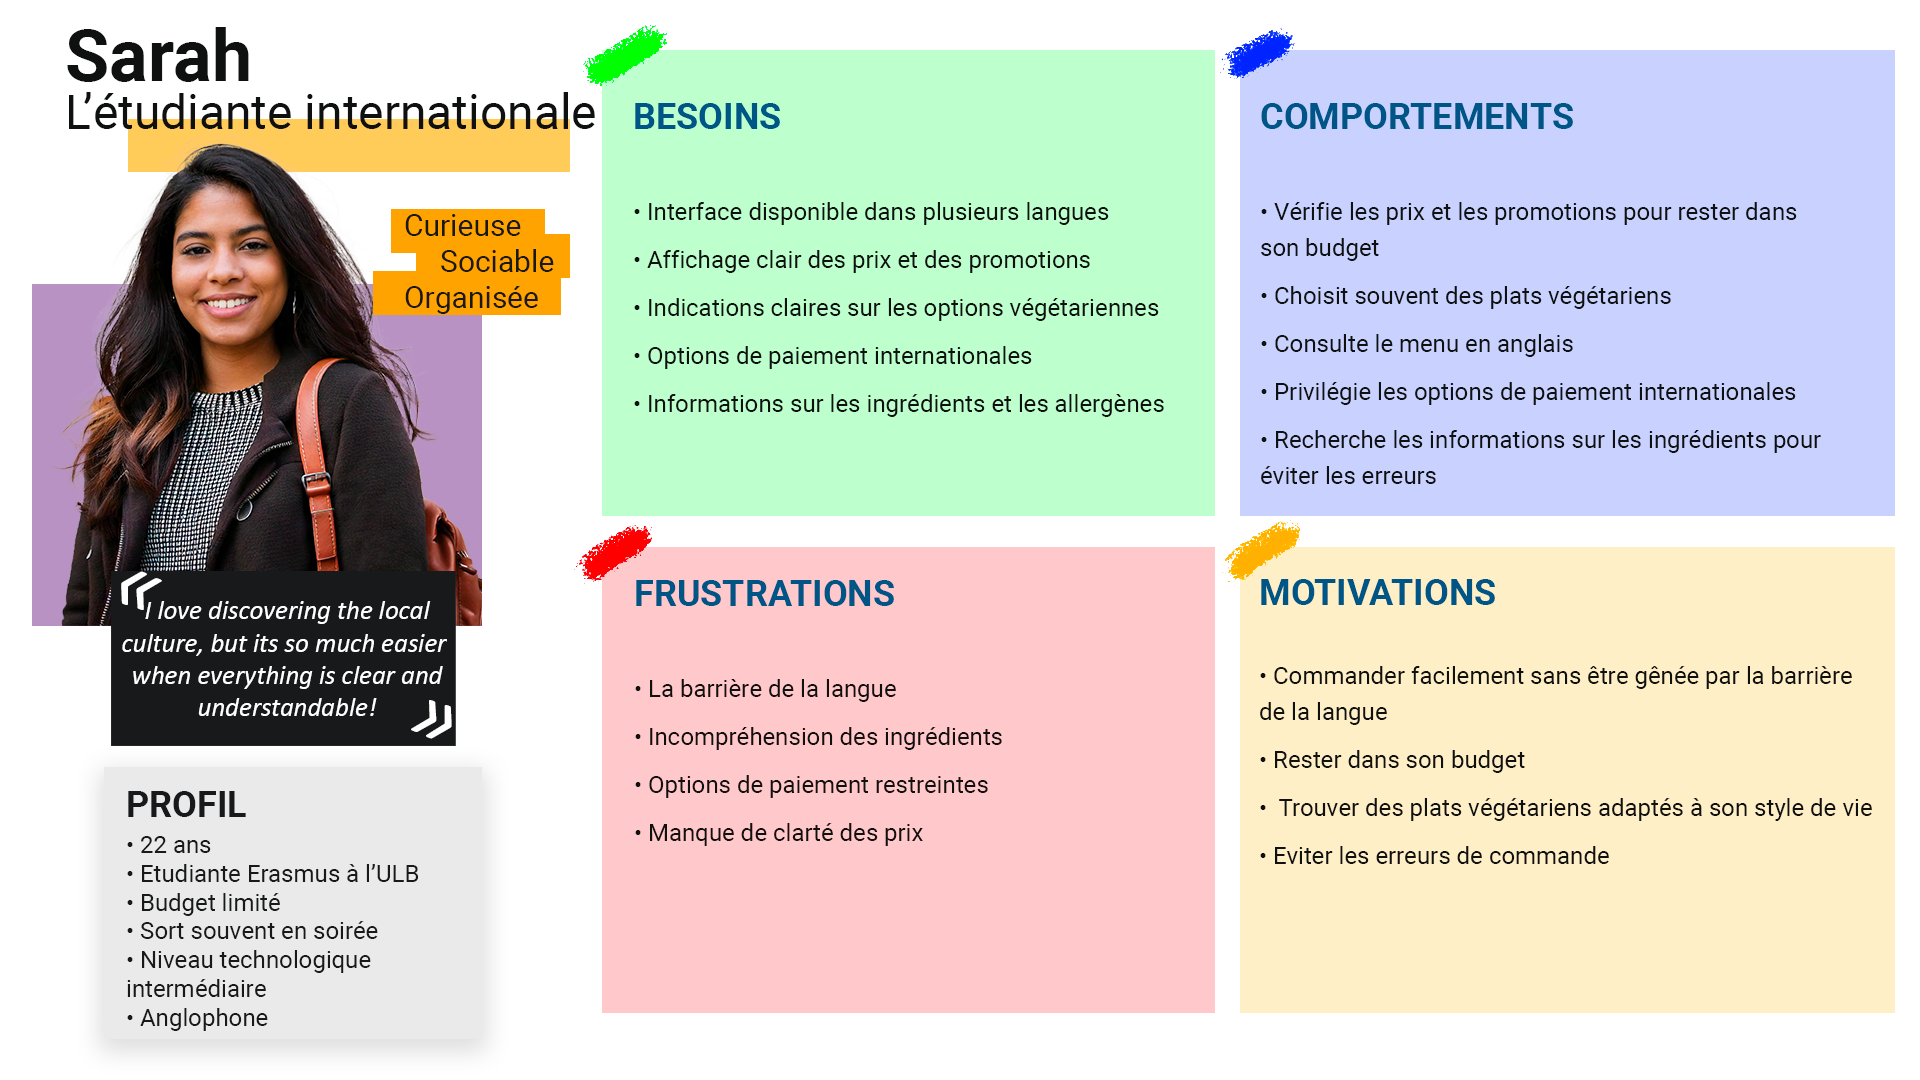 Sarah
L’étudiante internationale
Curieuse
Sociable
Organisée
I love discovering the local
culture, but its so much easier
when everything is clear and
understandable!
PROFIL
• 22 ans
• Etudiante Erasmus à l’ULB
• Budget limité
• Sort souvent en soirée
• Niveau technologique
intermédiaire
• Anglophone
BESOINS
• Interface disponible dans plusieurs langues
• Affichage clair des prix et des promotions
• Indications claires sur les options végétariennes
• Options de paiement internationales
• Informations sur les ingrédients et les allergènes
COMPORTEMENTS
• Vérifie les prix et les promotions pour rester dans
son budget
• Choisit souvent des plats végétariens
• Consulte le menu en anglais
• Privilégie les options de paiement internationales
• Recherche les informations sur les ingrédients pour
éviter les erreurs
FRUSTRATIONS
• La barrière de la langue
• Incompréhension des ingrédients
• Options de paiement restreintes
• Manque de clarté des prix
MOTIVATIONS
• Commander facilement sans être gênée par la barrière
de la langue
• Rester dans son budget
• Trouver des plats végétariens adaptés à son style de vie
• Eviter les erreurs de commande